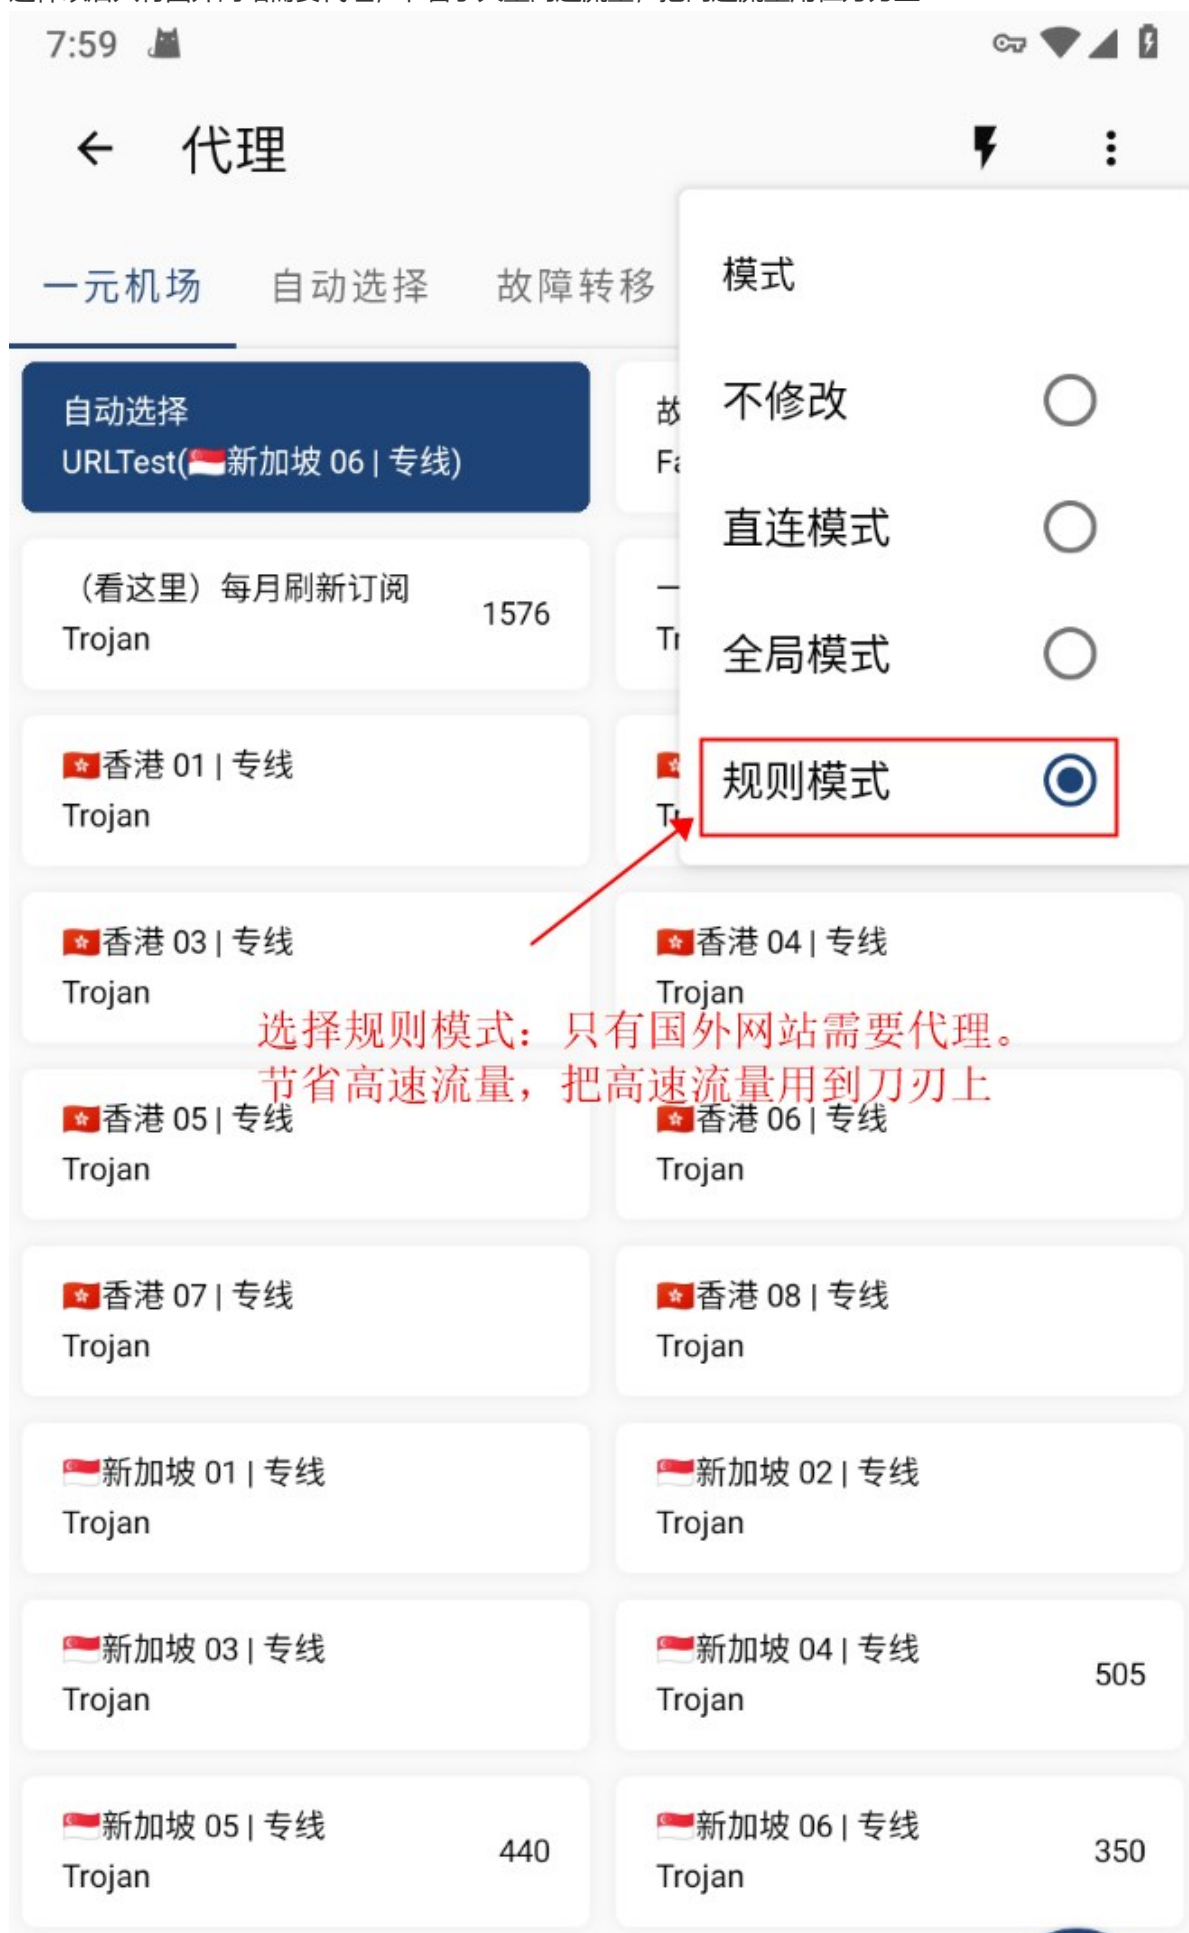 7:59
代理
一元机场 自动选择 故障转移
模式
不修改
直连模式
全局模式
规则模式
自动选择
URLTest(新加坡 06 | 专线)
故
Fa
(看这里)每月刷新订阅
Trojan
1576
一
Tr
香港 01 | 专线
Trojan
Tr
香港 03 | 专线
Trojan
香港 04 | 专线
Trojan
选择规则模式:只有国外网站需要代理。
节省高速流量,把高速流量用到刀刃上
香港 05 | 专线
Trojan
香港 06 | 专线
Trojan
香港 07 | 专线
Trojan
香港 08 | 专线
Trojan
新加坡 01 | 专线
Trojan
新加坡 02 | 专线
Trojan
新加坡 03 | 专线
Trojan
新加坡 04 | 专线
Trojan
505
新加坡 05 | 专线
Trojan
440
新加坡 06 | 专线
Trojan
350